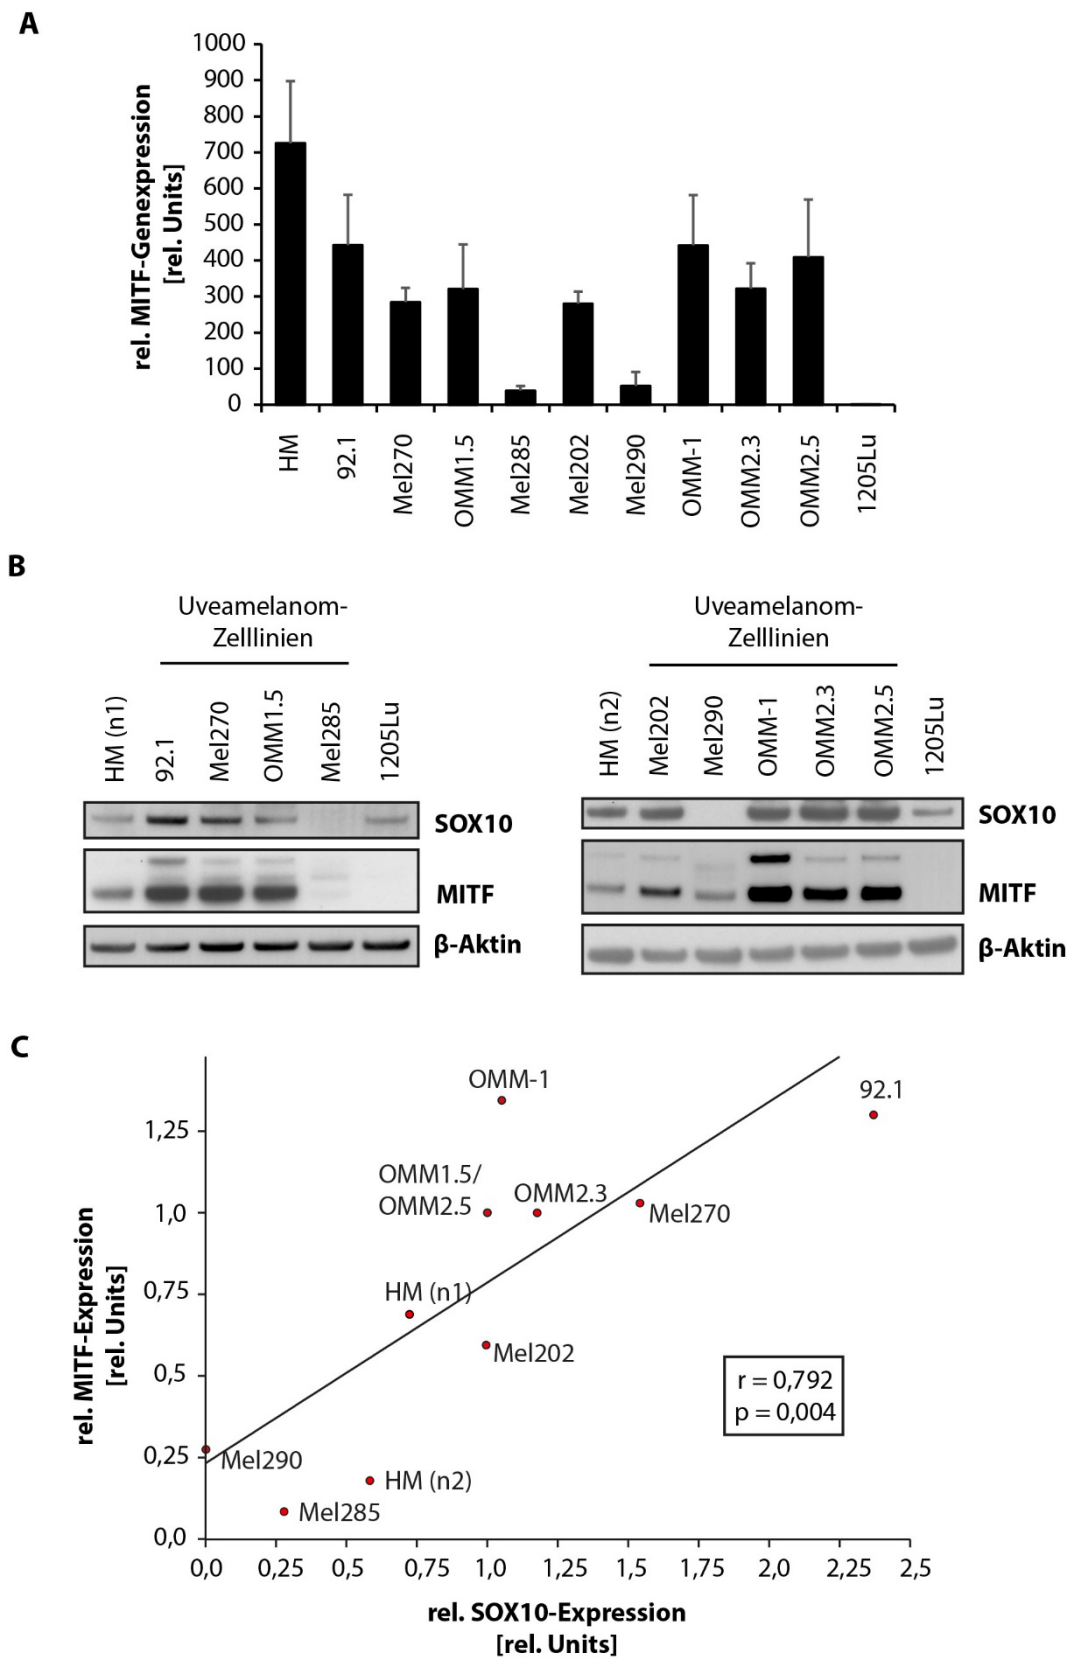 A
rel. MITF-Genexpression
[rel. Units]
1000
900
800
700
600
500
400
300
200
100
0
HM
92.1
Mel270
OMM1.5
Mel285
Mel202
Mel290
OMM-1
OMM2.3
OMM2.5
1205Lu
B
Uveamelanom-
Zelllinien
HM (n1)
92.1
Mel270
OMM1.5
Mel285
1205Lu
SOX10
MITF
β-Aktin
Uveamelanom-
Zelllinien
HM (n2)
Mel202
Mel290
OMM-1
OMM2.3
OMM2.5
1205Lu
SOX10
MITF
β-Aktin
C
rel. MITF-Expression
[rel. Units]
1,25
1,0
0,75
0,5
0,25
0,0
OMM-1
92.1
OMM1.5/
OMM2.5
OMM2.3
Mel270
HM (n1)
Mel202
Mel290
HM (n2)
Mel285
r = 0,792
p = 0,004
0,0
0,25
0,5
0,75
1,0
1,25
1,5
1,75
2,0
2,25
2,5
rel. SOX10-Expression
[rel. Units]